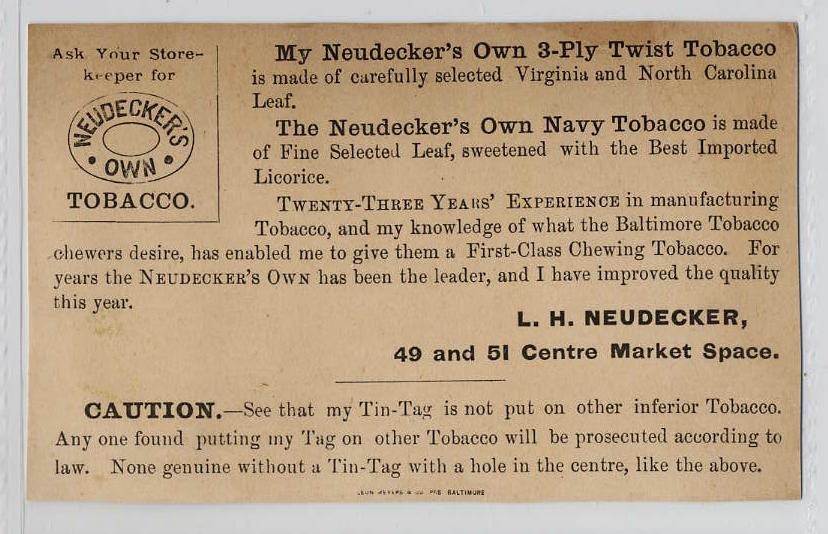 Ask Your Store-
keeper for
NEUDECKER'S
OWN
TOBACCO.
My Neudecker's Own 3-Ply Twist Tobacco
is made of carefully selected Virginia and North Carolina
Leaf.
The Neudecker's Own Navy Tobacco is made
of Fine Selected Leaf, sweetened with the Best Imported
Licorice.
TWENTY-THREE YEARS' EXPERIENCE in manufacturing
Tobacco, and my knowledge of what the Baltimore Tobacco
chewers desire, has enabled me to give them a First-Class Chewing Tobacco. For
years the NEUDECKER'S OWN has been the leader, and I have improved the quality
this year.
L. H. NEUDECKER,
49 and 51 Centre Market Space.
CAUTION.—See that my Tin-Tag is not put on other inferior Tobacco.
Any one found putting my Tag on other Tobacco will be prosecuted according to
law. None genuine without a Tin-Tag with a hole in the centre, like the above.
BALTIMORE